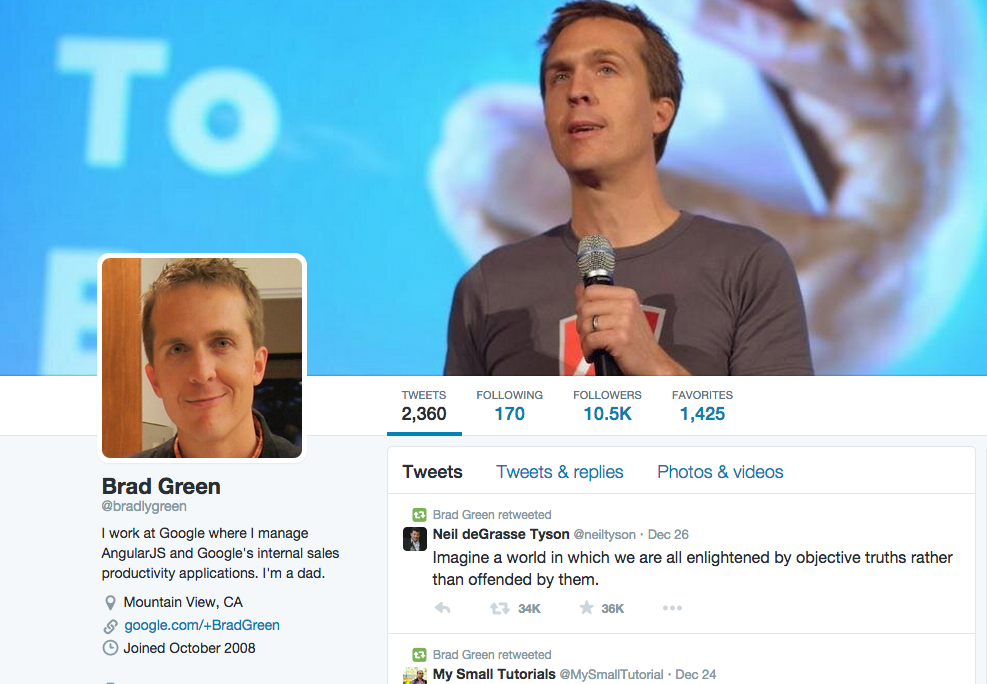 To
TWEETS
2,360
FOLLOWING
170
FOLLOWERS
10.5K
FAVORITES
1,425
Brad Green
@bradlygreen
I work at Google where I manage
AngularJS and Google's internal sales
productivity applications. I'm a dad.
Mountain View, CA
google.com/+BradGreen
Joined October 2008
Tweets Tweets & replies Photos & videos
Brad Green retweeted
Neil deGrasse Tyson @neiltyson · Dec 26
Imagine a world in which we are all enlightened by objective truths rather
than offended by them.
34K 36K
Brad Green retweeted
My Small Tutorials @MySmallTutorial · Dec 24